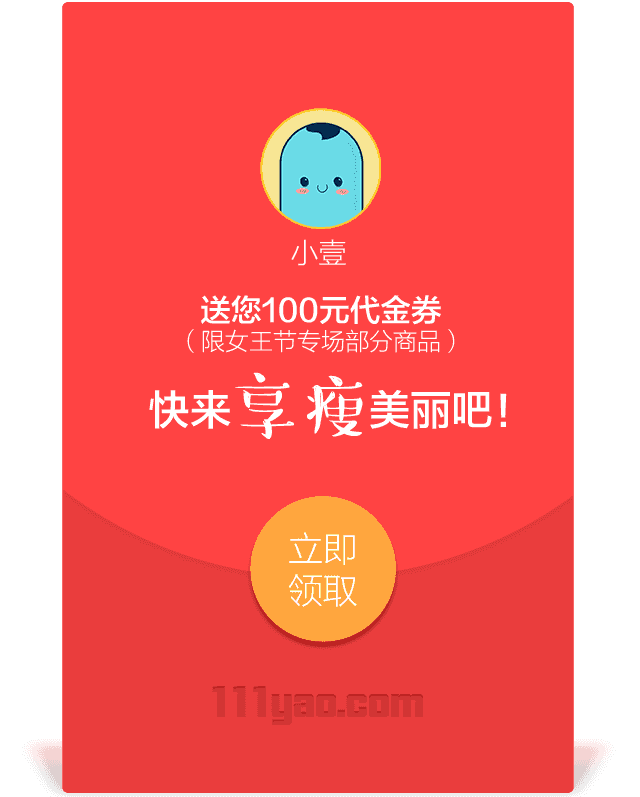 小壹
送您100元代金券
（限女王节专场部分商品）
快来享瘦美丽吧！
立即
领取
111yao.com